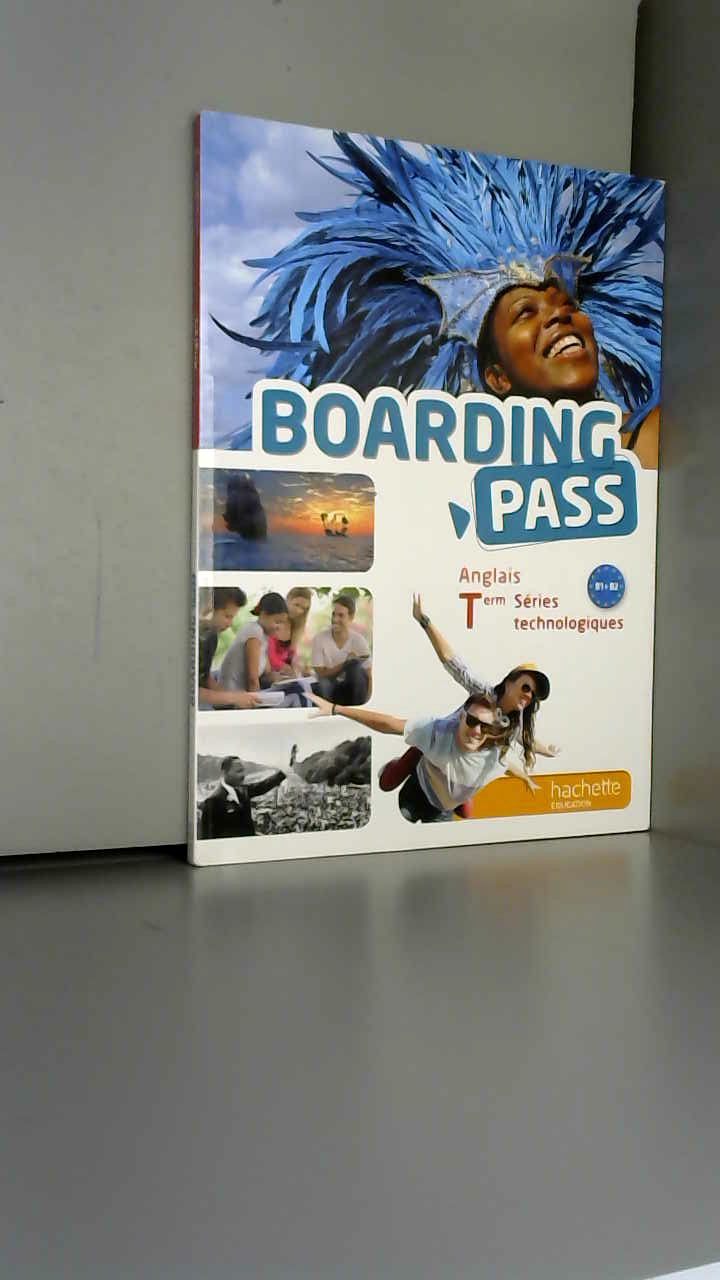 BOARDING
PASS
Anglais
Term Séries
technologiques
B1 + B2
hachette
ÉDUCATION